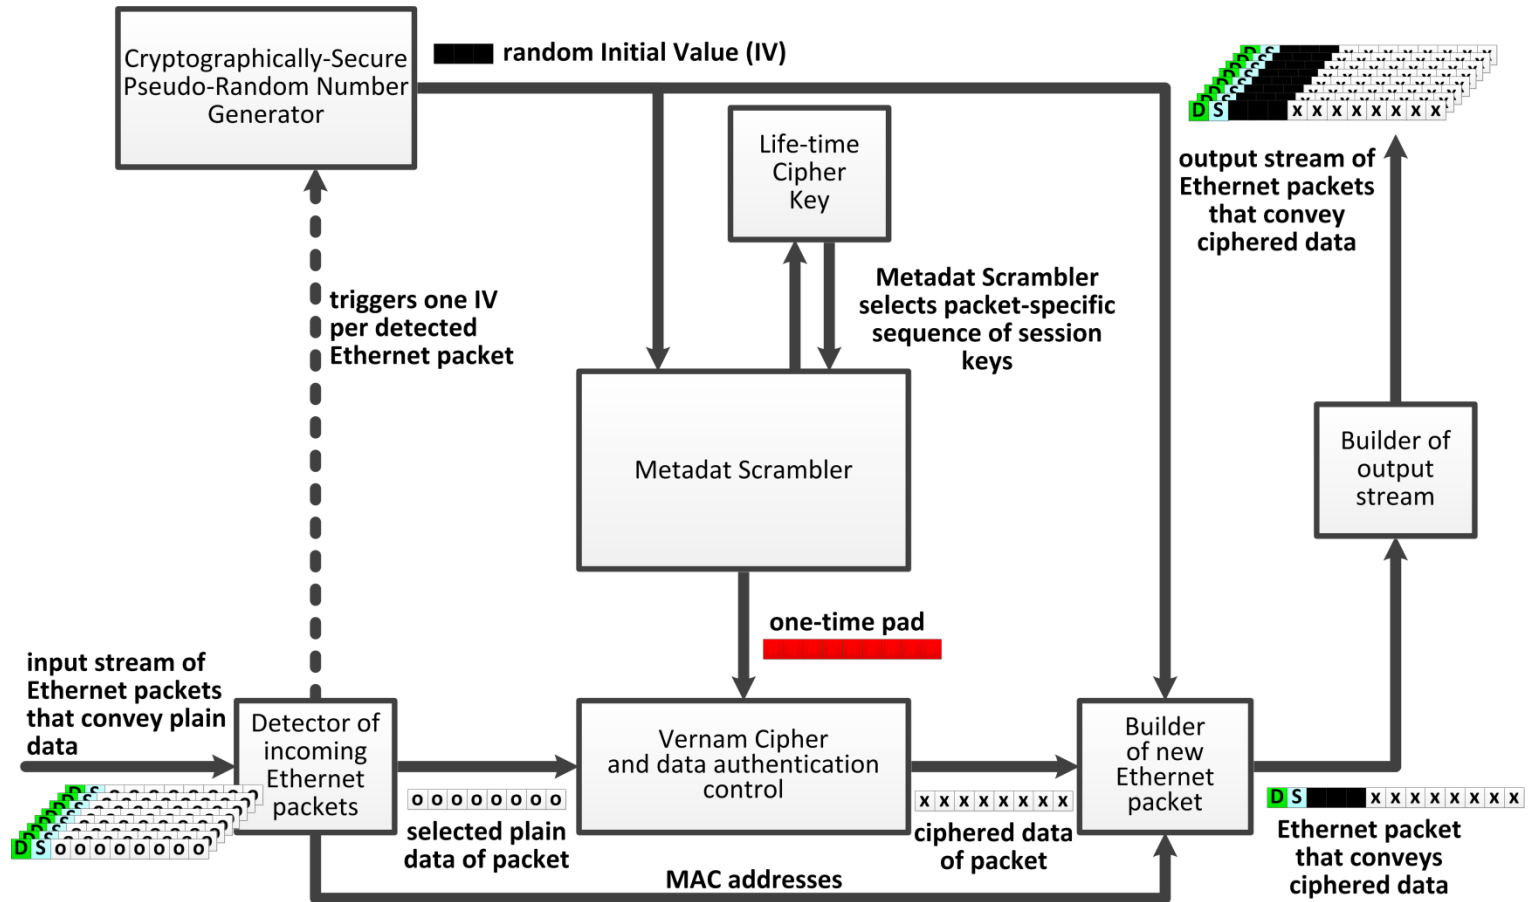 Cryptographically-Secure
Pseudo-Random Number
Generator
random Initial Value (IV)
Life-time
Cipher
Key
D S
D S x x x x x x x x
output stream of
Ethernet packets
that convey
ciphered data
triggers one IV
per detected
Ethernet packet
Metadat Scrambler
selects packet-specific
sequence of session
keys
Metadat Scrambler
Builder of
output
stream
one-time pad
input stream of
Ethernet packets
that convey plain
data
Detector of
incoming
Ethernet
packets
Vernam Cipher
and data authentication
control
Builder
of new
Ethernet
packet
D S o o o o o o o o
o o o o o o o o
selected plain
data of packet
x x x x x x x x
ciphered data
of packet
D S x x x x x x x x
Ethernet packet
that conveys
ciphered data
MAC addresses